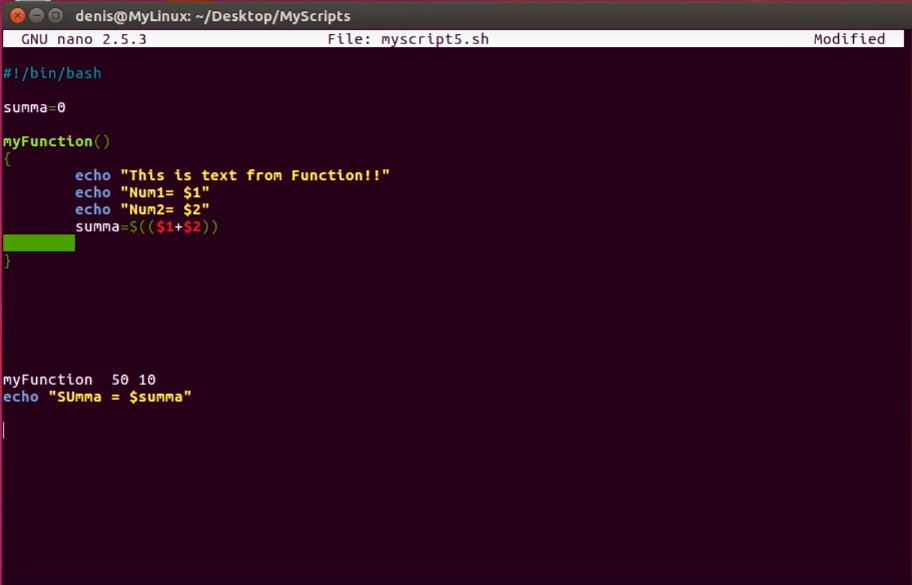 denis@MyLinux: ~/Desktop/MyScripts
GNU nano 2.5.3 File: myscript5.sh Modified
#!/bin/bash
summa=0
myFunction()
{
echo "This is text from Function!!"
echo "Num1= $1"
echo "Num2= $2"
summa=$(($1+$2))
}
myFunction  50 10
echo "SUmma = $summa"